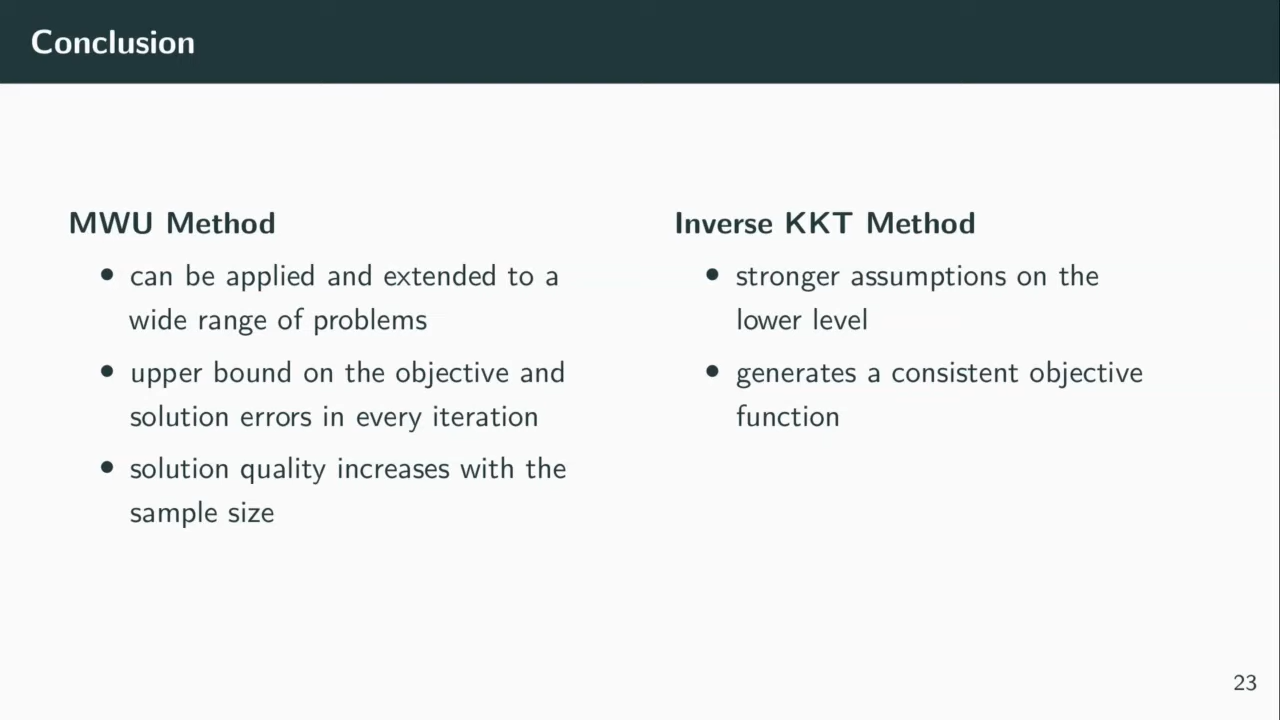 Conclusion
MWU Method
• can be applied and extended to a
wide range of problems
• upper bound on the objective and
solution errors in every iteration
• solution quality increases with the
sample size
Inverse KKT Method
• stronger assumptions on the
lower level
• generates a consistent objective
function
23